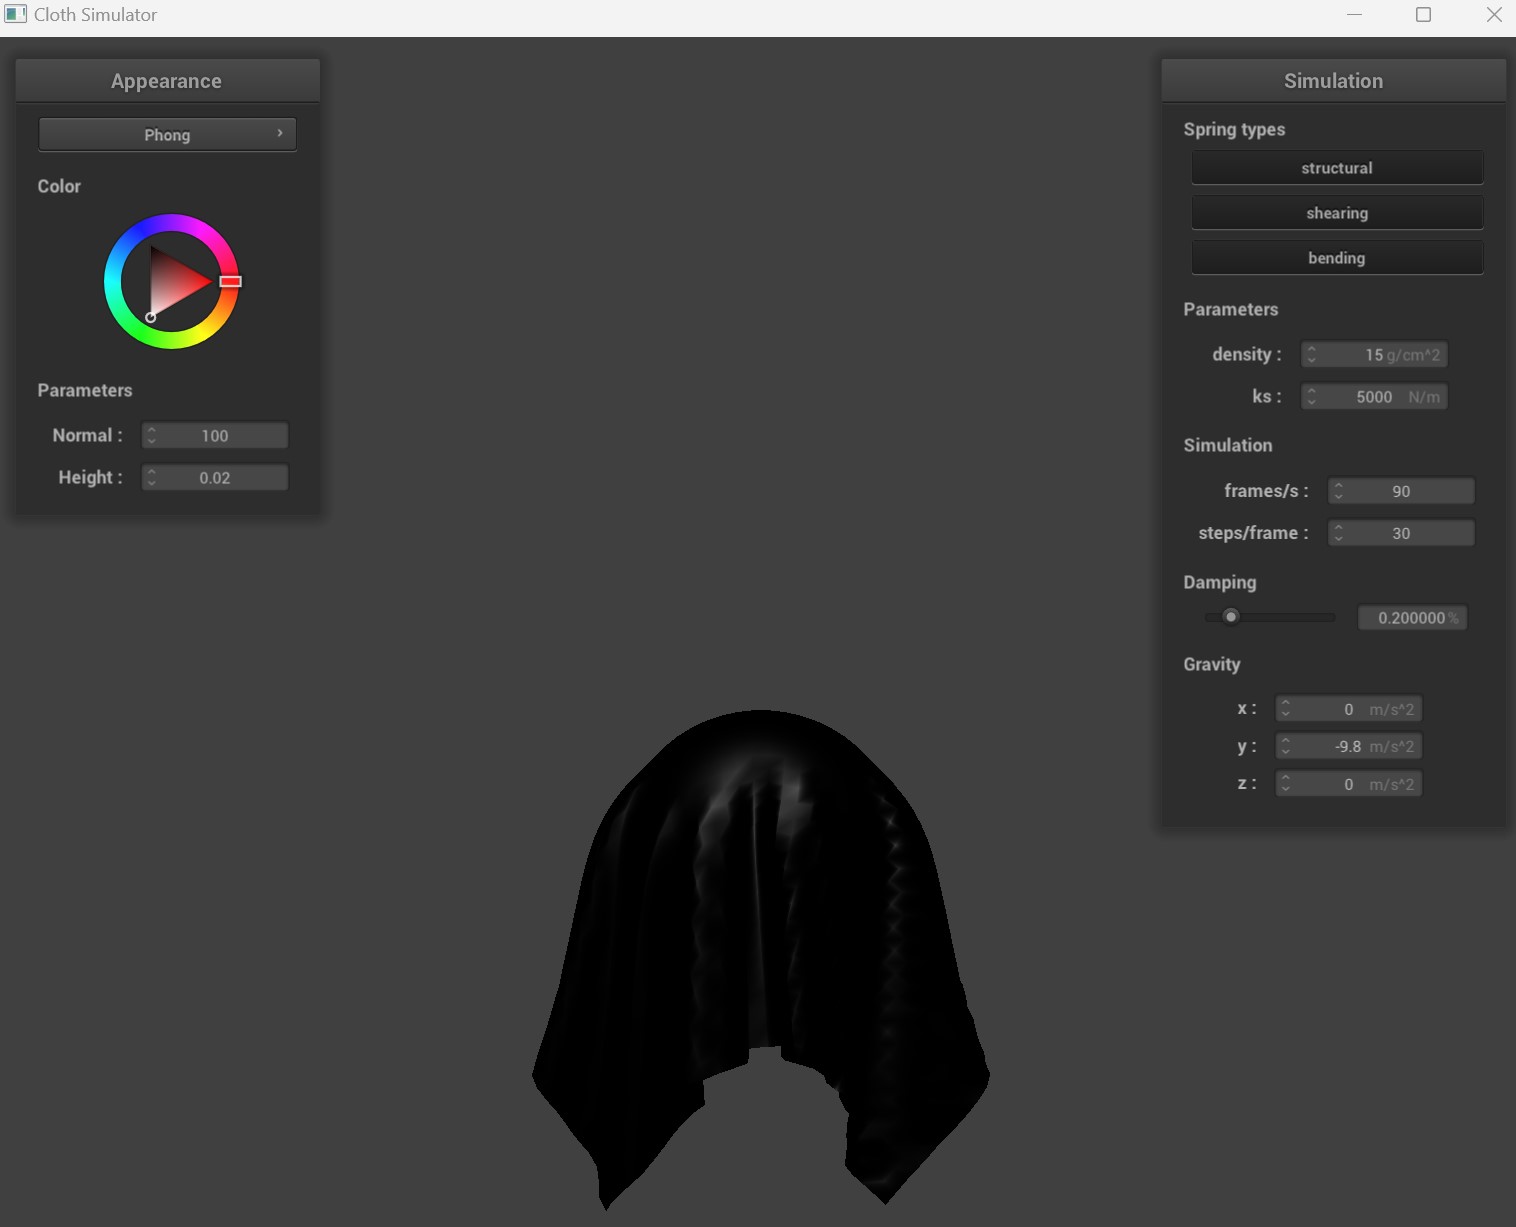 Cloth Simulator
Appearance
Phong
Color
Parameters
Normal : 100
Height : 0.02
Simulation
Spring types
structural
shearing
bending
Parameters
density : 15 g/cm^2
ks : 5000 N/m
Simulation
frames/s : 90
steps/frame : 30
Damping
0.200000 %
Gravity
x : 0 m/s^2
y : -9.8 m/s^2
z : 0 m/s^2